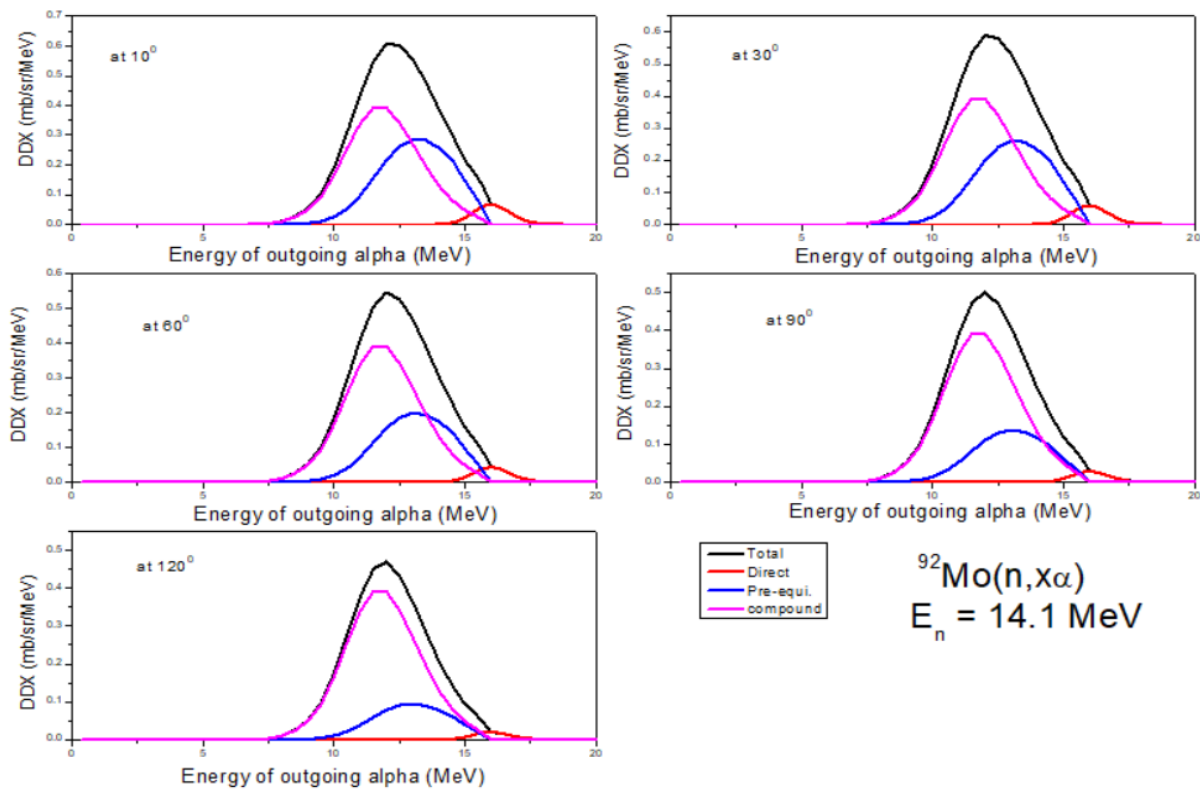 0.7
0.6
0.5
0.4
0.3
0.2
0.1
0.0
DDX (mb/sr/MeV)
at 10⁰
0 5 10 15 20
Energy of outgoing alpha (MeV)
0.6
0.5
0.4
0.3
0.2
0.1
0.0
DDX (mb/sr/MeV)
at 30⁰
0 5 10 15 20
Energy of outgoing alpha (MeV)
0.6
0.5
0.4
0.3
0.2
0.1
0.0
DDX (mb/sr/MeV)
at 60⁰
0 5 10 15 20
Energy of outgoing alpha (MeV)
0.5
0.4
0.3
0.2
0.1
0.0
DDX (mb/sr/MeV)
at 90⁰
0 5 10 15 20
Energy of outgoing alpha (MeV)
0.5
0.4
0.3
0.2
0.1
0.0
DDX (mb/sr/MeV)
at 120⁰
0 5 10 15 20
Energy of outgoing alpha (MeV)
Total
Direct
Pre-equi.
compound
⁹²Mo(n,xα)
Eₙ = 14.1 MeV